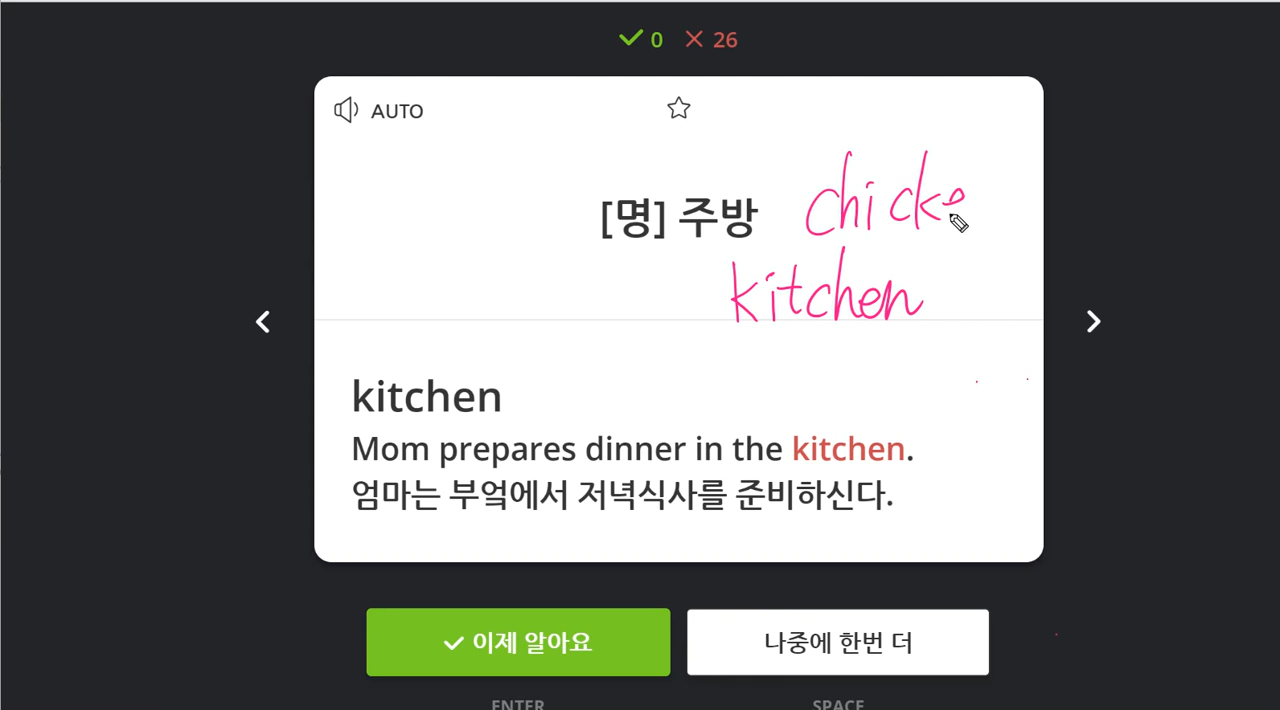 0 26
AUTO
[명] 주방 chicke
kitchen
kitchen
Mom prepares dinner in the kitchen.
엄마는 부엌에서 저녁식사를 준비하신다.
이제 알아요 나중에 한번 더
ENTER SPACE